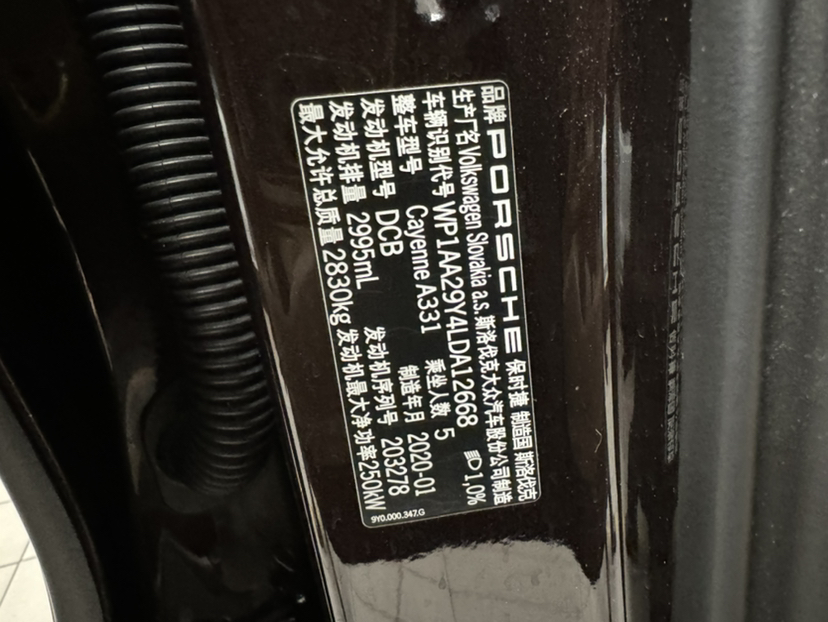 品牌 PORSCHE 保时捷 制造国 斯洛伐克
生产厂名 Volkswagen Slovakia a.s. 斯洛伐克大众汽车股份公司制造
车辆识别代号 WP1AA29Y4LDA12668 1,0%
整车型号 Cayenne A331 乘坐人数 5
发动机型号 DCB 制造年月 2020-01
发动机排量 2995mL 发动机序列号 203278
最大允许总质量 2830kg 发动机最大净功率 250kW
9Y0.000.347.G